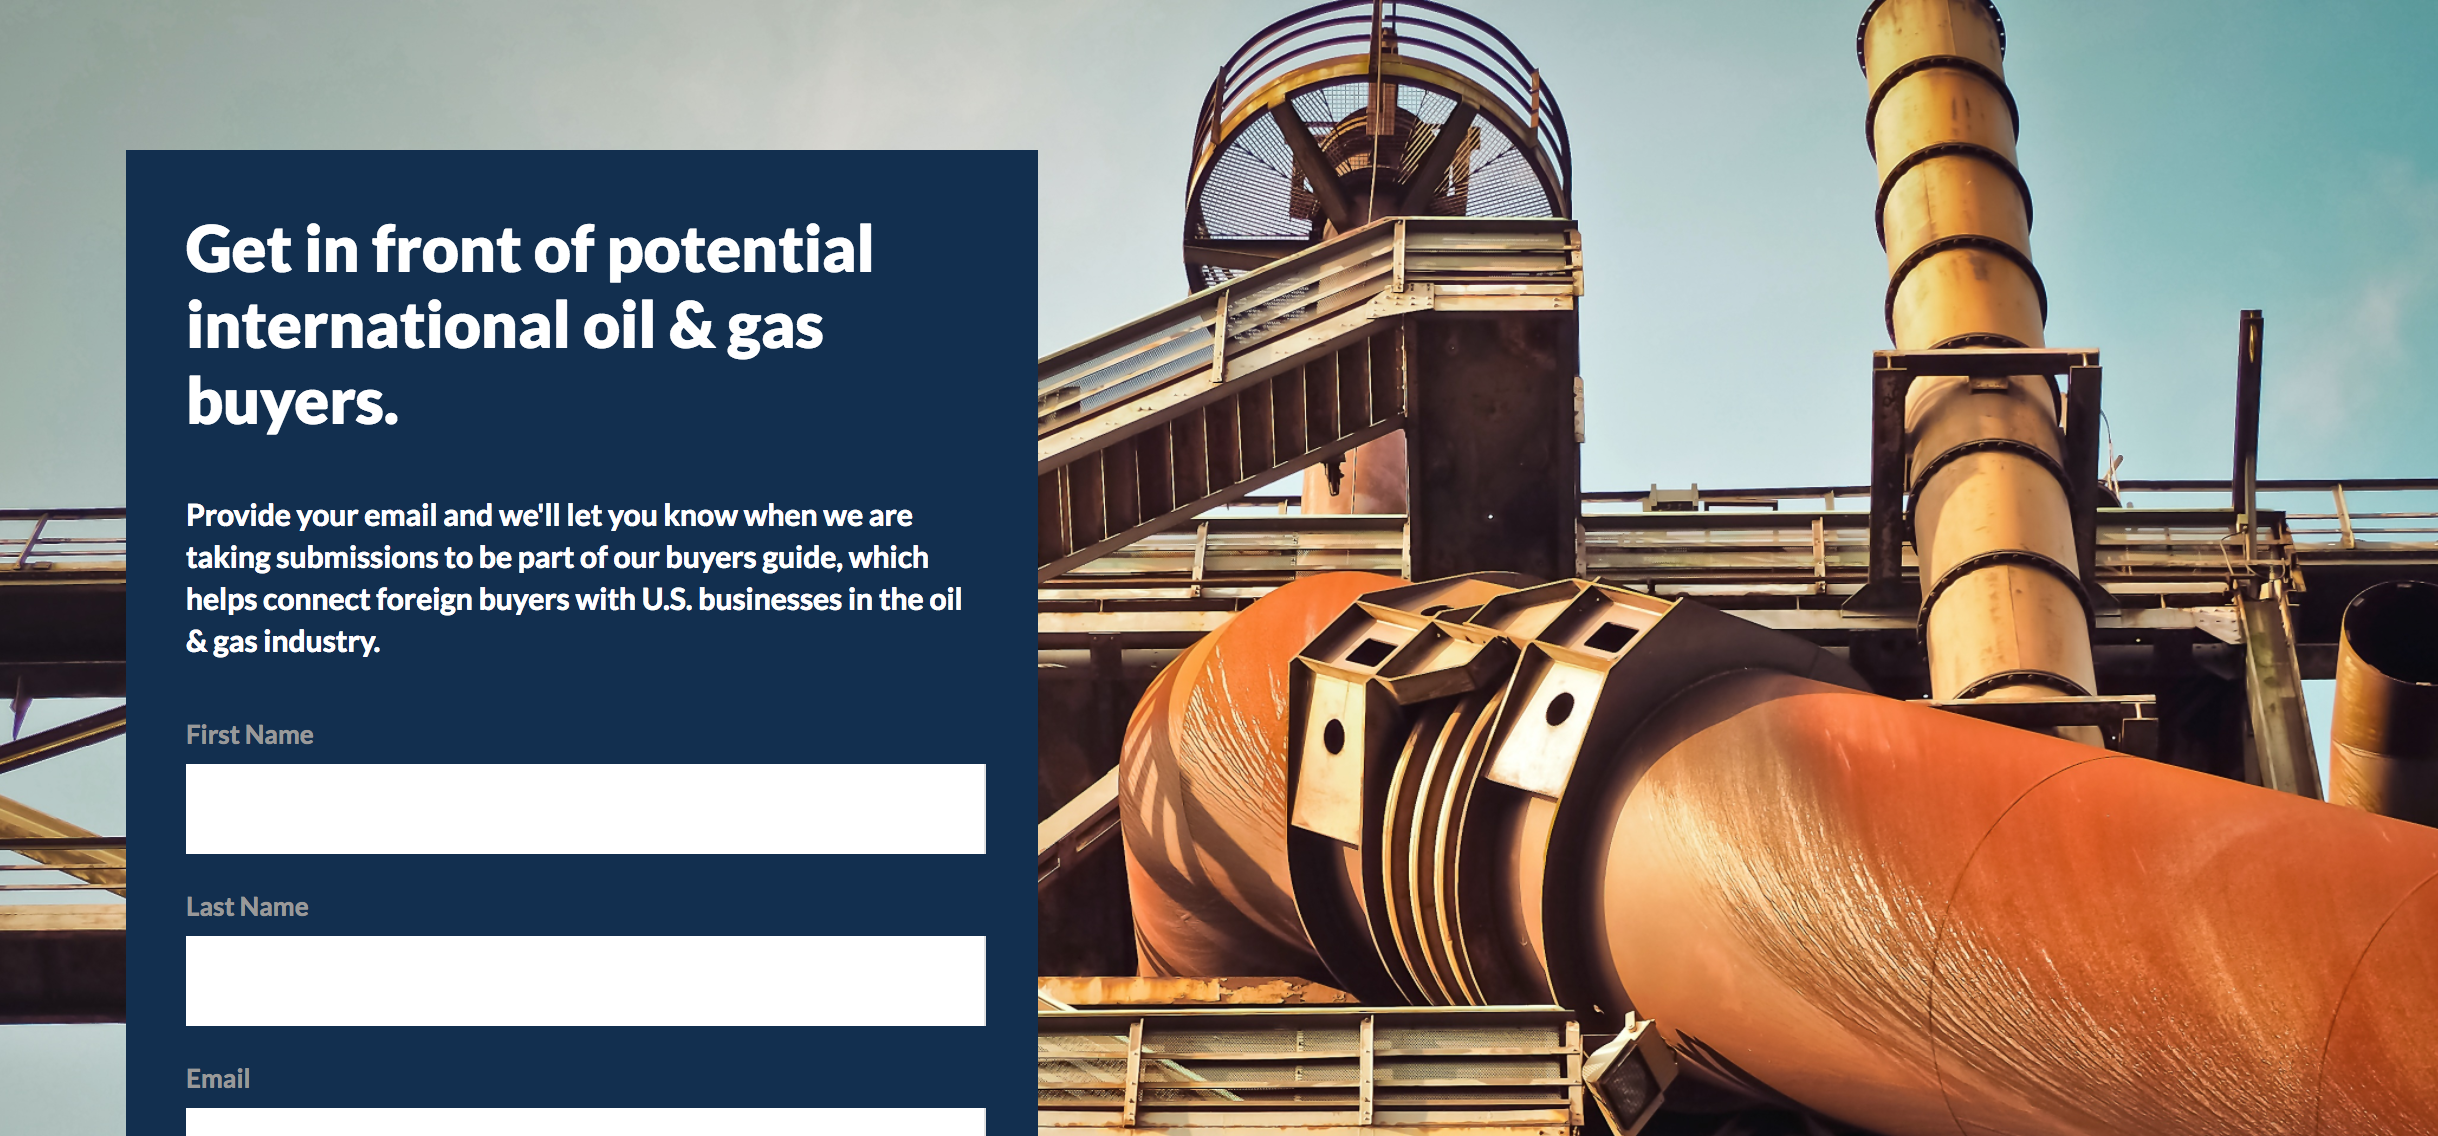 Get in front of potential
international oil & gas
buyers.
Provide your email and we'll let you know when we are
taking submissions to be part of our buyers guide, which
helps connect foreign buyers with U.S. businesses in the oil
& gas industry.
First Name
Last Name
Email